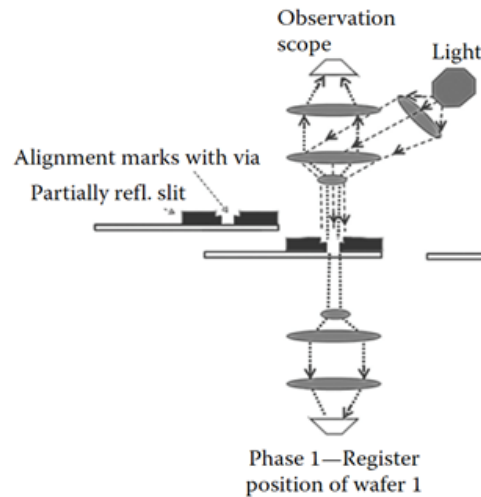 Observation
scope
Light
Alignment marks with via
Partially refl. slit
Phase 1—Register
position of wafer 1